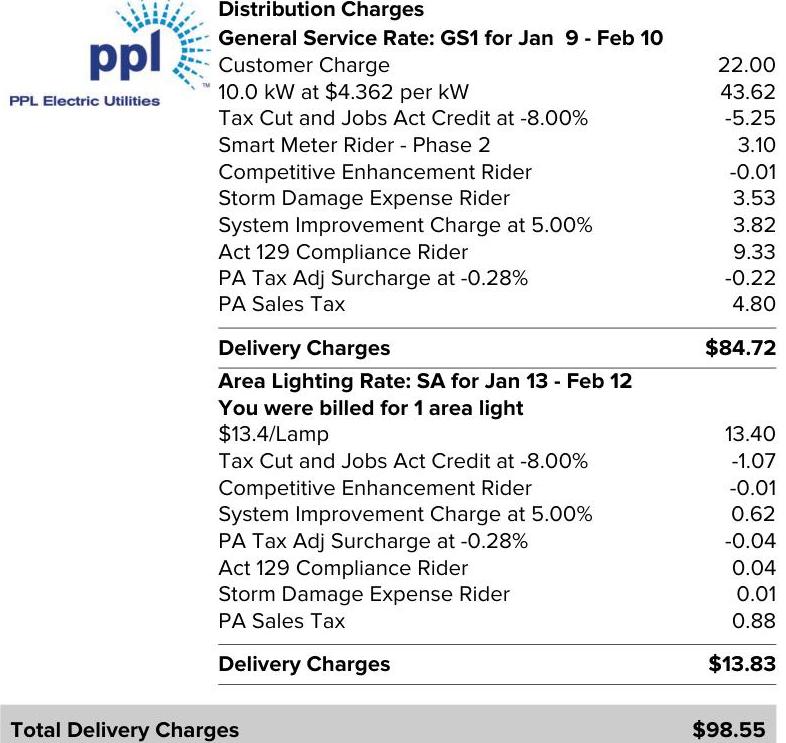 ppl
TM
PPL Electric Utilities
Distribution Charges
General Service Rate: GS1 for Jan 9 - Feb 10
Customer Charge 22.00
10.0 kW at $4.362 per kW 43.62
Tax Cut and Jobs Act Credit at -8.00% -5.25
Smart Meter Rider - Phase 2 3.10
Competitive Enhancement Rider -0.01
Storm Damage Expense Rider 3.53
System Improvement Charge at 5.00% 3.82
Act 129 Compliance Rider 9.33
PA Tax Adj Surcharge at -0.28% -0.22
PA Sales Tax 4.80
Delivery Charges $84.72
Area Lighting Rate: SA for Jan 13 - Feb 12
You were billed for 1 area light
$13.4/Lamp 13.40
Tax Cut and Jobs Act Credit at -8.00% -1.07
Competitive Enhancement Rider -0.01
System Improvement Charge at 5.00% 0.62
PA Tax Adj Surcharge at -0.28% -0.04
Act 129 Compliance Rider 0.04
Storm Damage Expense Rider 0.01
PA Sales Tax 0.88
Delivery Charges $13.83
Total Delivery Charges $98.55